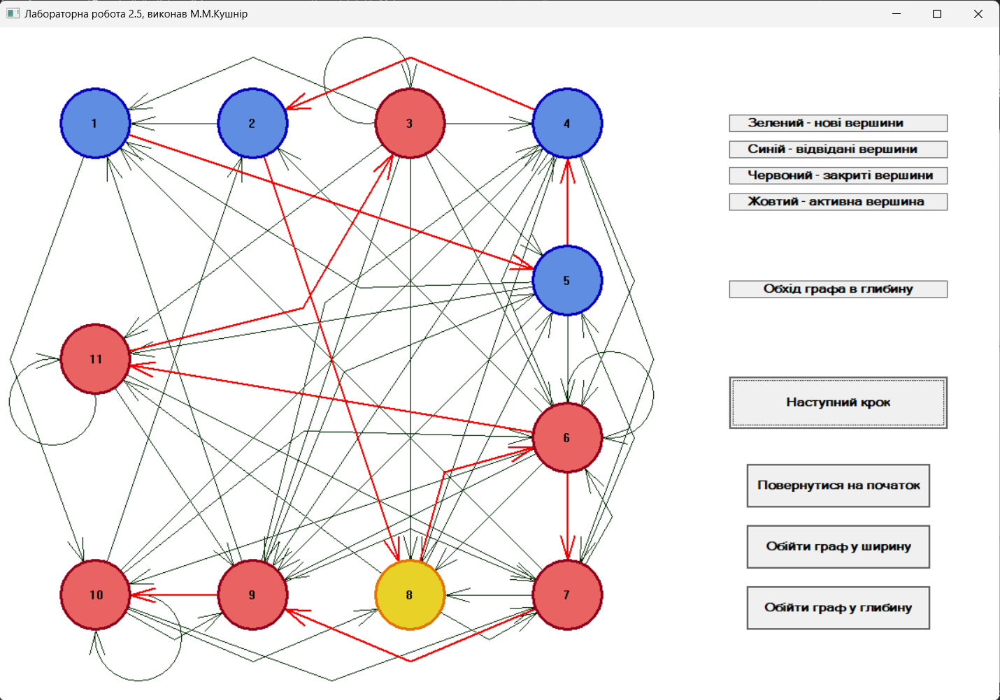 Лабораторна робота 2.5, виконав М.М.Кушнір
1 2 3 4
Зелений - нові вершини
Синій - відвідані вершини
Червоний - закриті вершини
Жовтий - активна вершина
5
Обхід графа в глибину
11
Наступний крок
6
Повернутися на початок
Обійти граф у ширину
10 9 8 7
Обійти граф у глибину